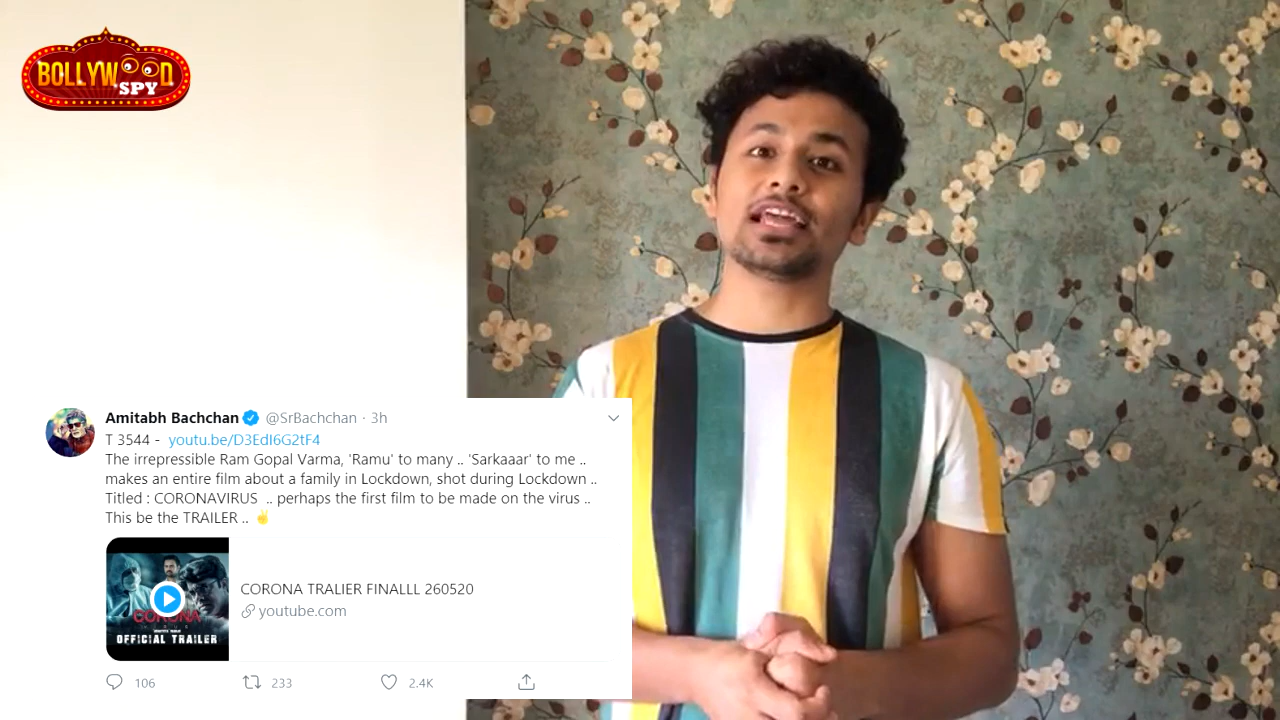 BOLLYWOOD
SPY
Amitabh Bachchan @SrBachchan · 3h
T 3544 - youtu.be/D3EdI6G2tF4
The irrepressible Ram Gopal Varma, 'Ramu' to many .. 'Sarkaaar' to me ..
makes an entire film about a family in Lockdown, shot during Lockdown ..
Titled : CORONAVIRUS .. perhaps the first film to be made on the virus ..
This be the TRAILER .. ✌
CORONA
OFFICIAL TRAILER
CORONA TRALIER FINALLL 260520
youtube.com
106
233
2.4K